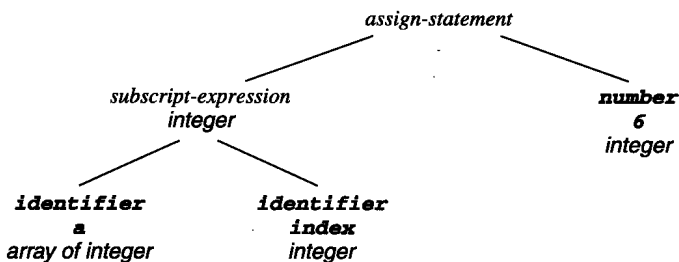 assign-statement
subscript-expression
integer
number
6
integer
identifier
a
array of integer
identifier
index
integer